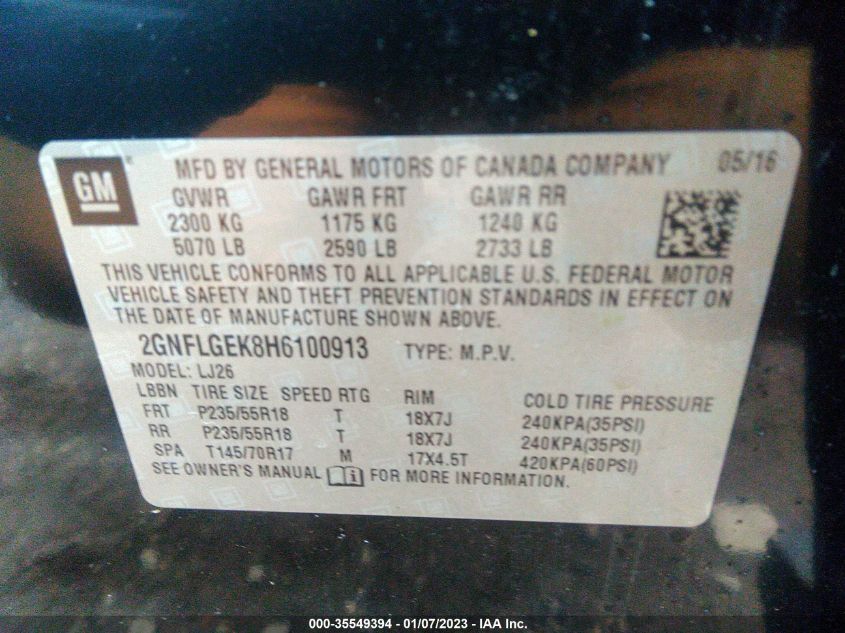 GM®
MFD BY GENERAL MOTORS OF CANADA COMPANY 05/16
GVWR GAWR FRT GAWR RR
2300 KG 1175 KG 1240 KG
5070 LB 2590 LB 2733 LB
THIS VEHICLE CONFORMS TO ALL APPLICABLE U.S. FEDERAL MOTOR
VEHICLE SAFETY AND THEFT PREVENTION STANDARDS IN EFFECT ON
THE DATE OF MANUFACTURE SHOWN ABOVE.
2GNFLGEK8H6100913 TYPE: M.P.V.
MODEL: LJ26
LBBN TIRE SIZE SPEED RTG RIM COLD TIRE PRESSURE
FRT P235/55R18 T 18X7J 240KPA(35PSI)
RR P235/55R18 T 18X7J 240KPA(35PSI)
SPA T145/70R17 M 17X4.5T 420KPA(60PSI)
SEE OWNER'S MANUAL FOR MORE INFORMATION.
000-35549394 - 01/07/2023 - IAA Inc.